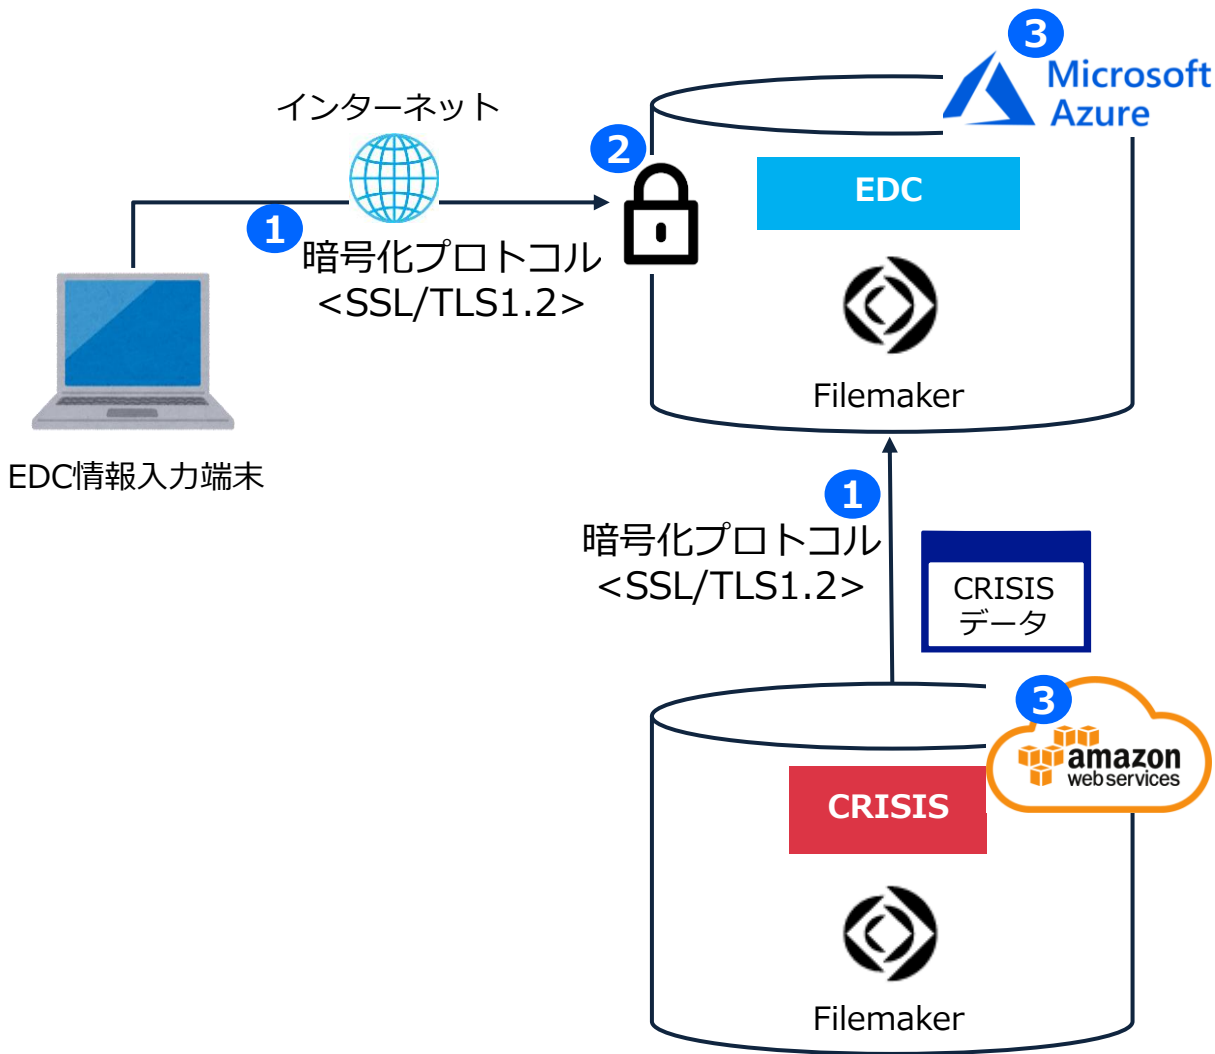 3
Microsoft
Azure
インターネット
2
EDC
1
暗号化プロトコル
<SSL/TLS1.2>
Filemaker
EDC情報入力端末
1
暗号化プロトコル
<SSL/TLS1.2>
CRISIS
データ
3
amazon
web services
CRISIS
Filemaker